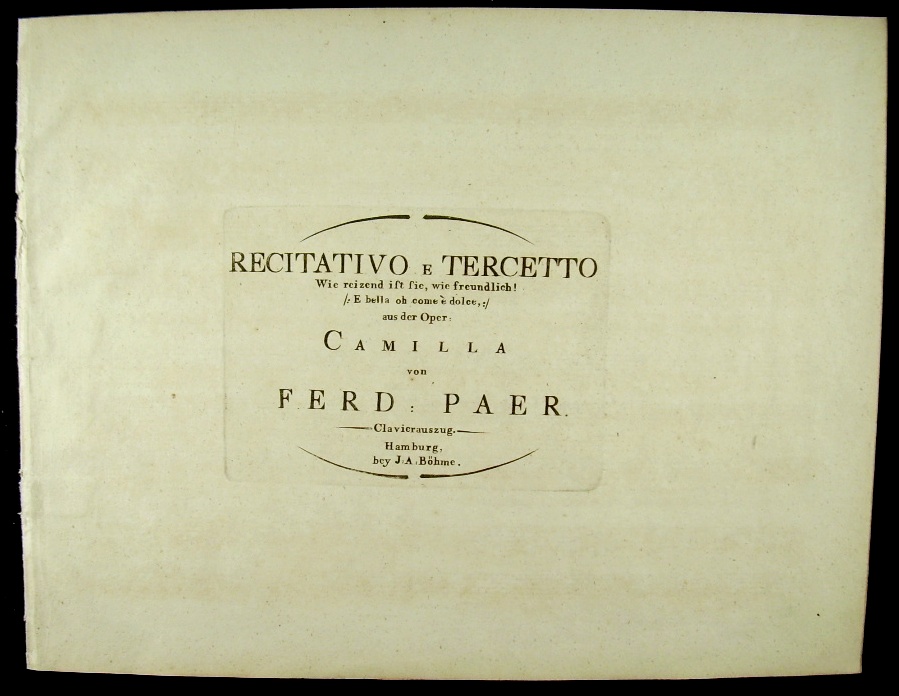 RECITATIVO E TERCETTO
Wie reizend iſt ſie, wie freundlich!
/: E bella oh come è dolce, :/
aus der Oper:
CAMILLA
von
FERD: PAER.
Clavierauszug.
Hamburg,
bey J: A: Böhme.